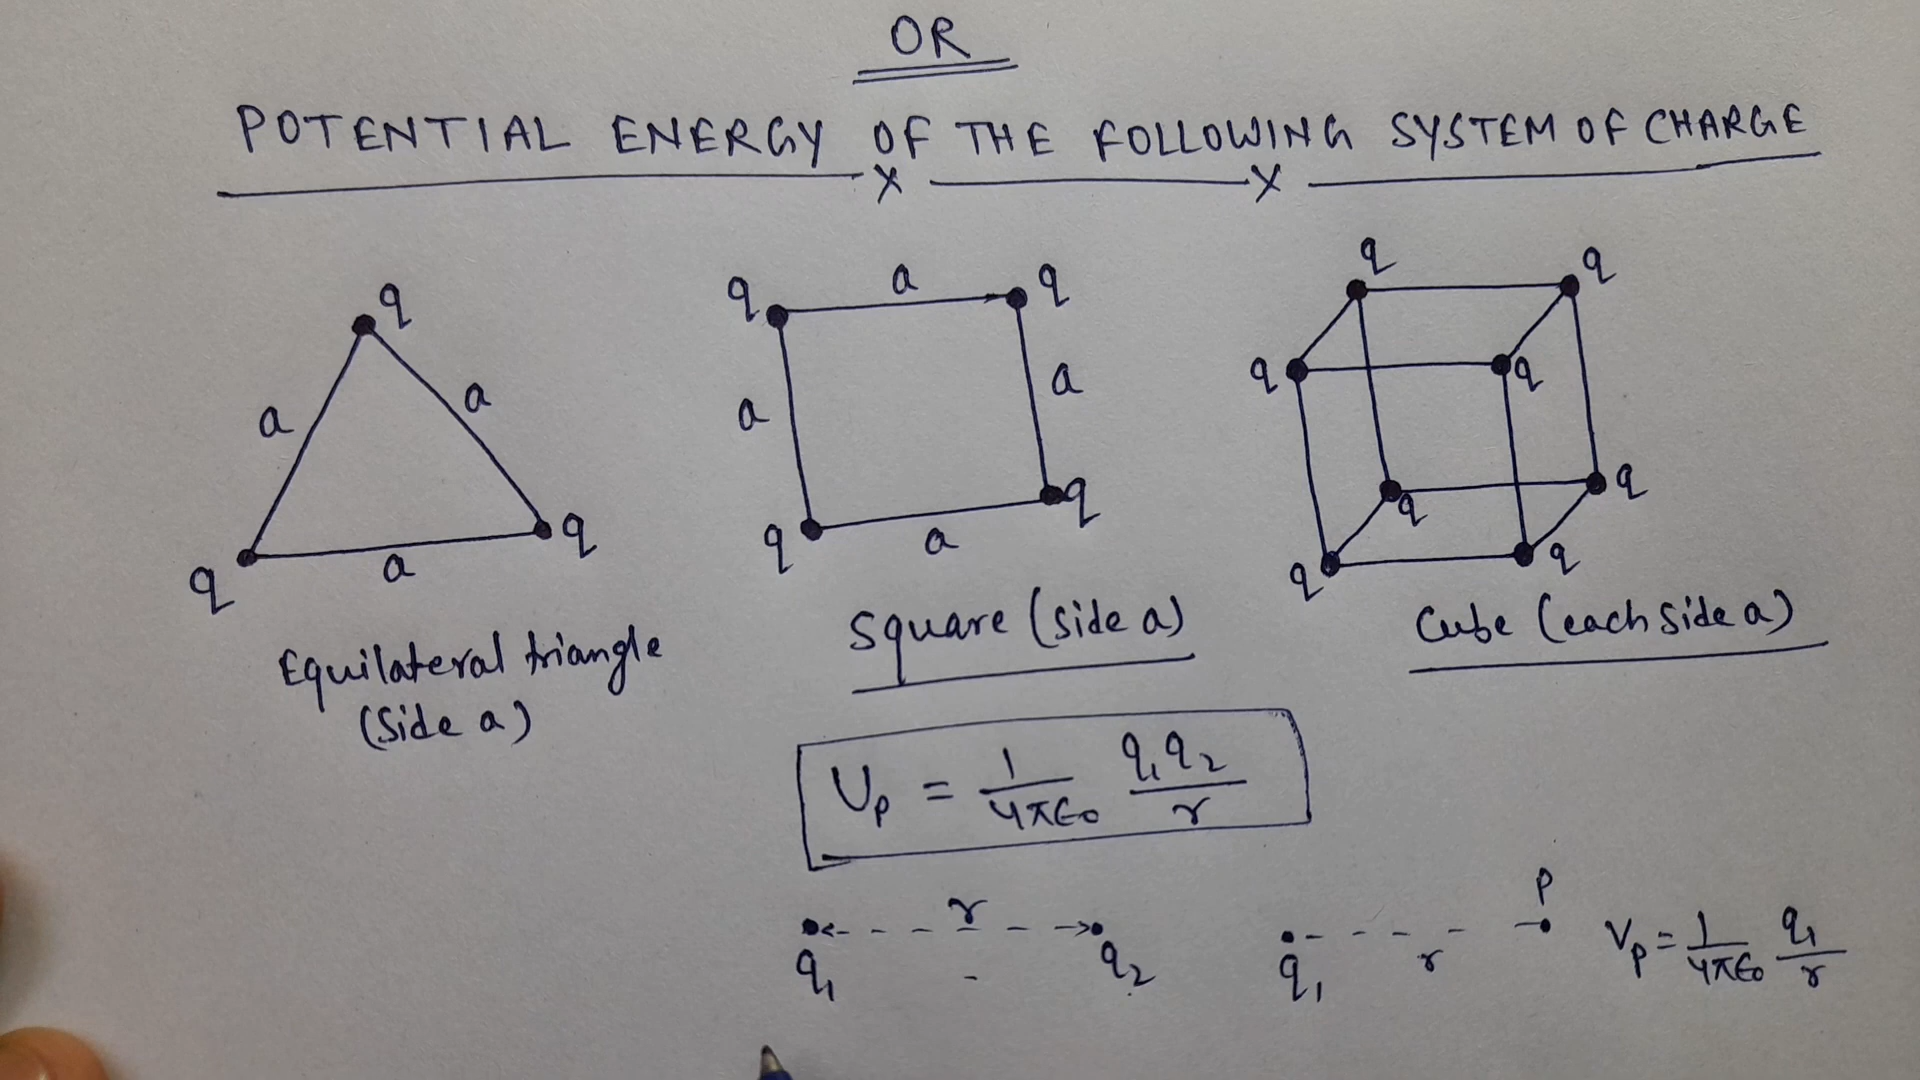 OR
POTENTIAL ENERGY OF THE FOLLOWING SYSTEM OF CHARGE
x x
q
a
a
q
a
q
Equilateral triangle
(Side a)
q
a
q
a
a
q
a
q
Square (side a)
q
q
q
q
q
q
q
q
Cube (each side a)
Up = 1/4πϵ0 q1q2/r
r
q1
q2
P
q1
r
Vp = 1/4πϵ0 q1/r